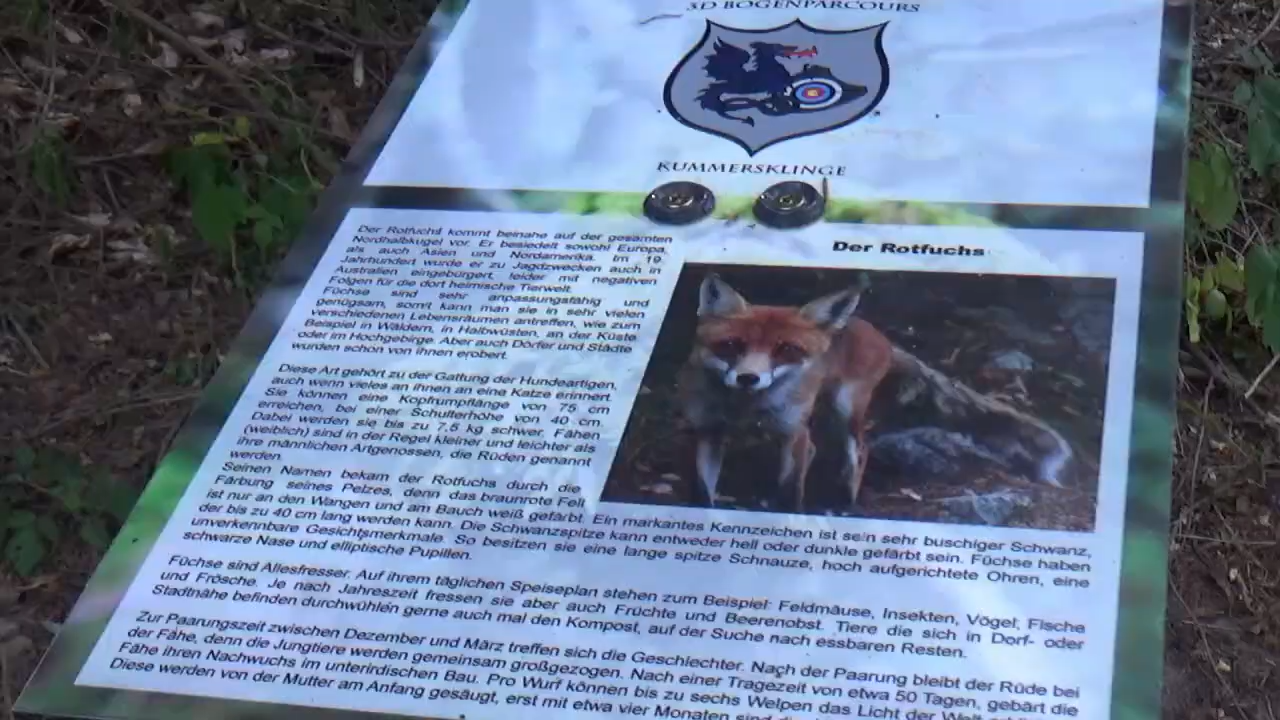 3D BOGENPARCOURS
KUMMERSKLINGE
Der Rotfuchs
Der Rotfuchs kommt beinahe auf der gesamten
Nordhalbkugel vor. Er besiedelt sowohl Europa
als auch Asien und Nordamerika. Im 19.
Jahrhundert wurde er zu Jagdzwecken auch in
Australien eingebürgert, leider mit negativen
Folgen für die dort heimische Tierwelt.
Füchse sind sehr anpassungsfähig und
genügsam, somit kann man sie in sehr vielen
verschiedenen Lebensräumen antreffen, wie zum
Beispiel in Wäldern, in Halbwüsten, an der Küste
oder im Hochgebirge. Aber auch Dörfer und Städte
wurden schon von ihnen erobert.
Diese Art gehört zu der Gattung der Hundeartigen,
auch wenn vieles an ihnen an eine Katze erinnert.
Sie können eine Kopfrumpflänge von 75 cm
erreichen, bei einer Schulterhöhe von 40 cm.
Dabei werden sie bis zu 7,5 kg schwer. Fähen
(weiblich) sind in der Regel kleiner und leichter als
ihre männlichen Artgenossen, die Rüden genannt
werden.
Seinen Namen bekam der Rotfuchs durch die
Färbung seines Pelzes, denn das braunrote Fell
ist nur an den Wangen und am Bauch weiß gefärbt. Ein markantes Kennzeichen ist sein sehr buschiger Schwanz,
der bis zu 40 cm lang werden kann. Die Schwanzspitze kann entweder hell oder dunkle gefärbt sein. Füchse haben
unverkennbare Gesichtsmerkmale. So besitzen sie eine lange spitze Schnauze, hoch aufgerichtete Ohren, eine
schwarze Nase und elliptische Pupillen.
Füchse sind Allesfresser. Auf ihrem täglichen Speiseplan stehen zum Beispiel: Feldmäuse, Insekten, Vögel, Fische
und Frösche. Je nach Jahreszeit fressen sie aber auch Früchte und Beerenobst. Tiere die sich in Dorf- oder
Stadtnähe befinden durchwühlen gerne auch mal den Kompost, auf der Suche nach essbaren Resten.
Zur Paarungszeit zwischen Dezember und März treffen sich die Geschlechter. Nach der Paarung bleibt der Rüde bei
der Fähe, denn die Jungtiere werden gemeinsam großgezogen. Nach einer Tragezeit von etwa 50 Tagen, gebärt die
Fähe ihren Nachwuchs im unterirdischen Bau. Pro Wurf können bis zu sechs Welpen das Licht der Welt
Diese werden von der Mutter am Anfang gesäugt, erst mit etwa vier Monaten sind